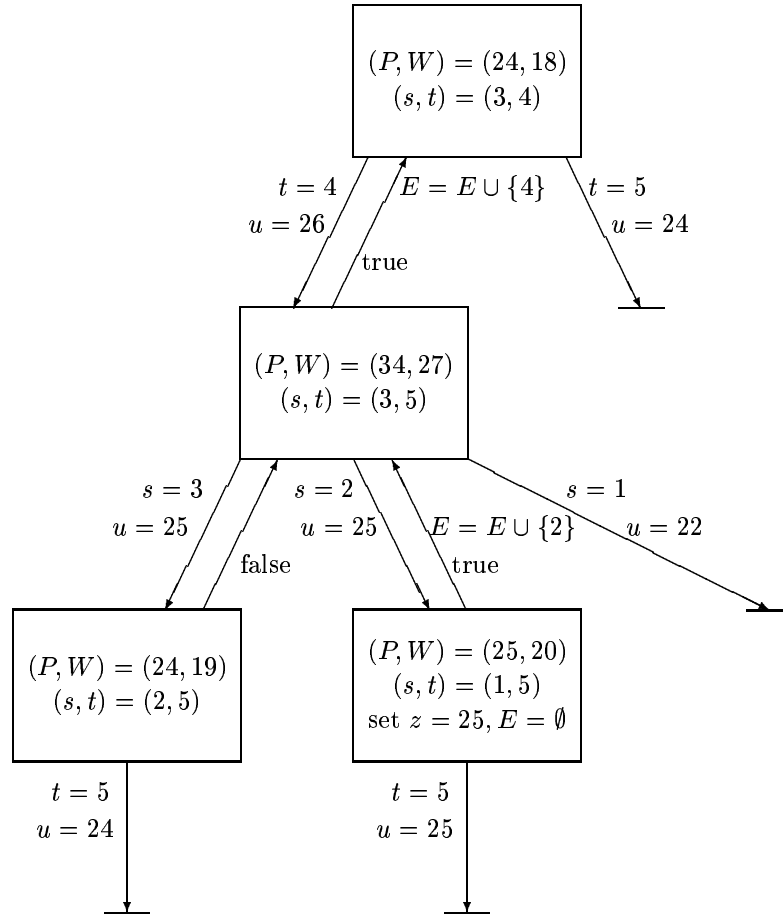 (P, W) = (24, 18)
(s, t) = (3, 4)
t = 4
E = E ∪ {4}
t = 5
u = 26
u = 24
true
(P, W) = (34, 27)
(s, t) = (3, 5)
s = 3
s = 2
s = 1
u = 25
u = 25
E = E ∪ {2}
u = 22
false
true
(P, W) = (24, 19)
(s, t) = (2, 5)
(P, W) = (25, 20)
(s, t) = (1, 5)
set z = 25, E = ∅
t = 5
u = 24
t = 5
u = 25